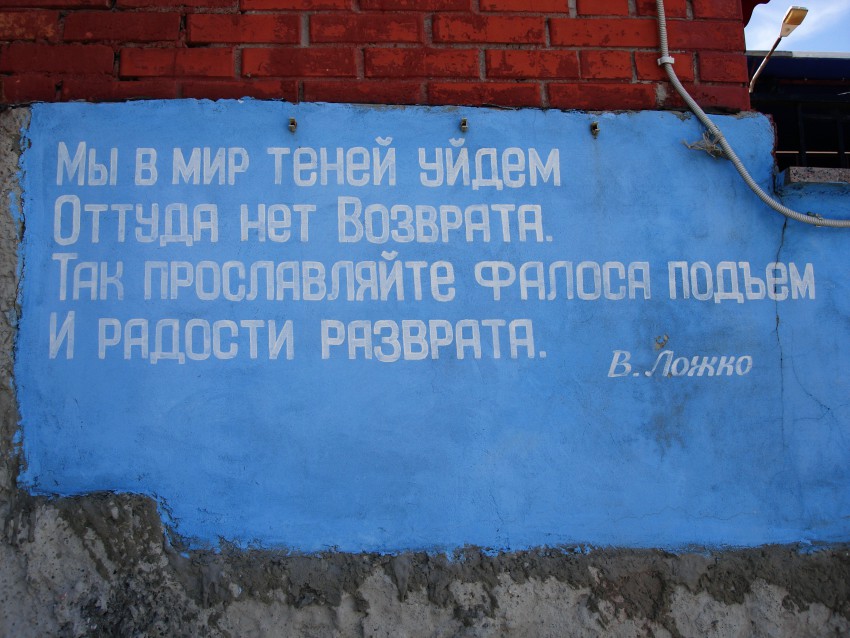 Мы в мир теней уйдем
Оттуда нет Возврата.
Так прославляйте фалоса подъем
И радости разврата.
В. Ложко